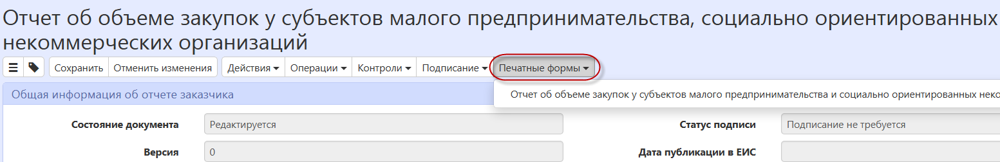 Отчет об объеме закупок у субъектов малого предпринимательства, социально ориентированных
некоммерческих организаций
Сохранить Отменить изменения Действия Операции Контроли Подписание Печатные формы
Общая информация об отчете заказчика
Отчет об объеме закупок у субъектов малого предпринимательства и социально ориентированных неко
Состояние документа Редактируется Статус подписи Подписание не требуется
Версия 0 Дата публикации в ЕИС